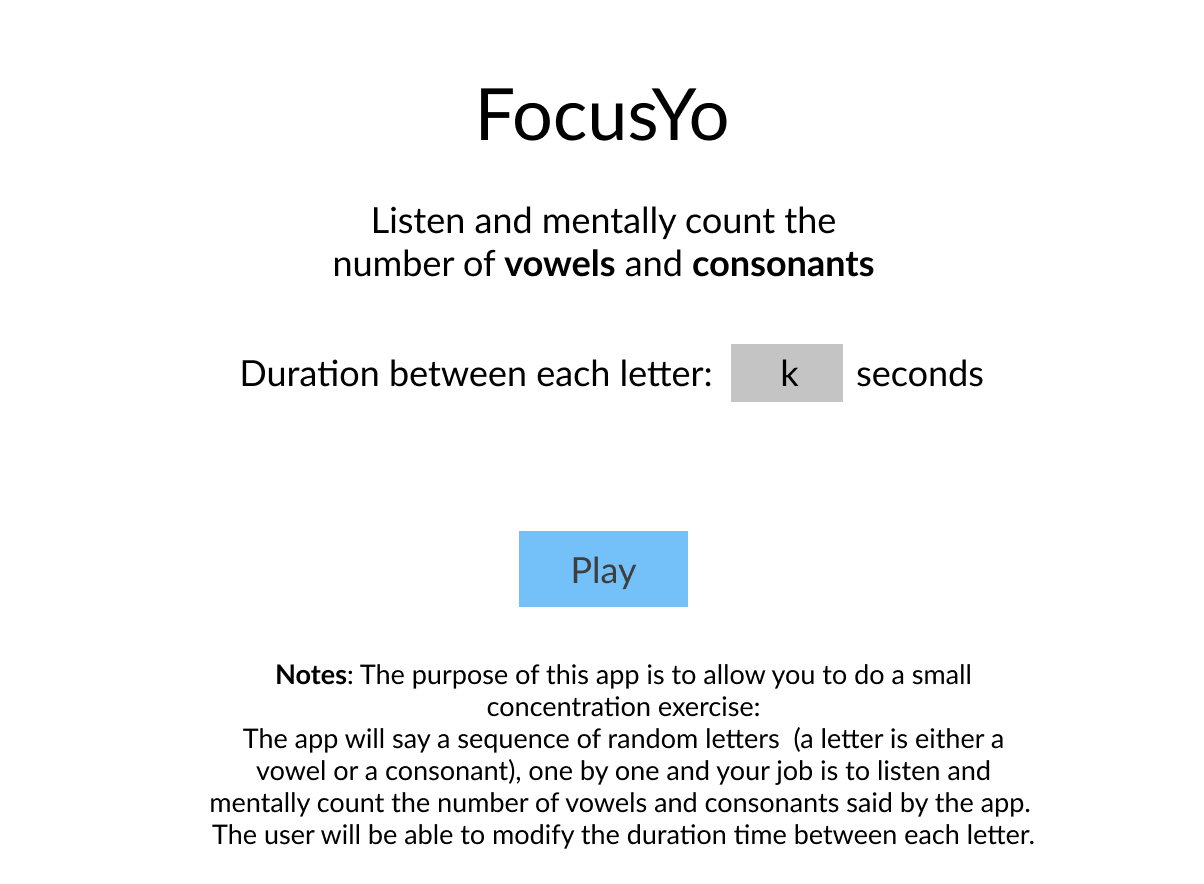 FocusYo
Listen and mentally count the
number of vowels and consonants
Duration between each letter: k seconds
Play
Notes: The purpose of this app is to allow you to do a small
concentration exercise:
The app will say a sequence of random letters  (a letter is either a
vowel or a consonant), one by one and your job is to listen and
mentally count the number of vowels and consonants said by the app.
The user will be able to modify the duration time between each letter.